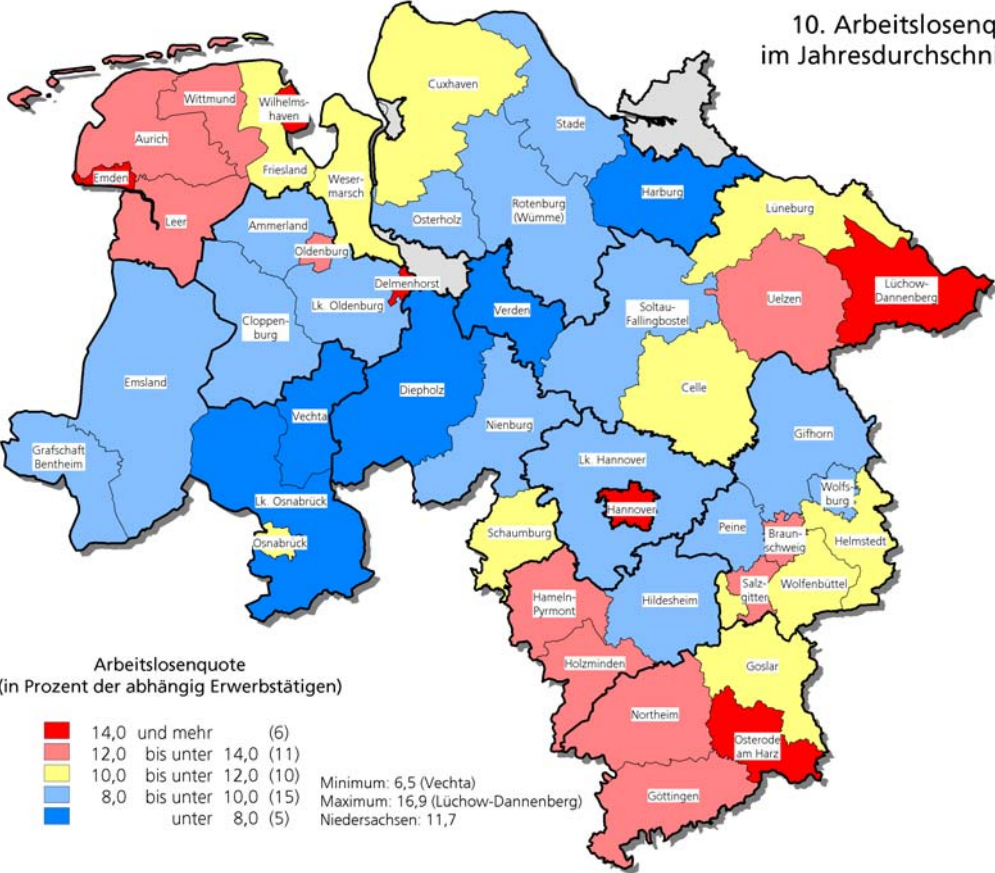 10. Arbeitslosenq
im Jahresdurchschni
Cuxhaven
Wittmund
Wilhelms-
haven
Stade
Aurich
Friesland
Emden
Weser-
marsch
Harburg
Rotenburg
(Wümme)
Lüneburg
Leer
Ammerland
Osterholz
Oldenburg
Delmenhorst
Lüchow-
Dannenberg
Uelzen
Lk. Oldenburg
Verden
Soltau-
Fallingbostel
Cloppen-
burg
Emsland
Diepholz
Celle
Vechta
Nienburg
Gifhorn
Grafschaft
Bentheim
Lk. Hannover
Wolfs-
burg
Lk. Osnabrück
Hannover
Peine
Schaumburg
Braun-
schweig
Helmstedt
Osnabrück
Salz-
gitter
Wolfenbüttel
Hameln-
Pyrmont
Hildesheim
Holzminden
Goslar
Northeim
Osterode
am Harz
Göttingen
Arbeitslosenquote
(in Prozent der abhängig Erwerbstätigen)
14,0 und mehr (6)
12,0 bis unter 14,0 (11)
10,0 bis unter 12,0 (10)
8,0 bis unter 10,0 (15)
unter 8,0 (5)
Minimum: 6,5 (Vechta)
Maximum: 16,9 (Lüchow-Dannenberg)
Niedersachsen: 11,7